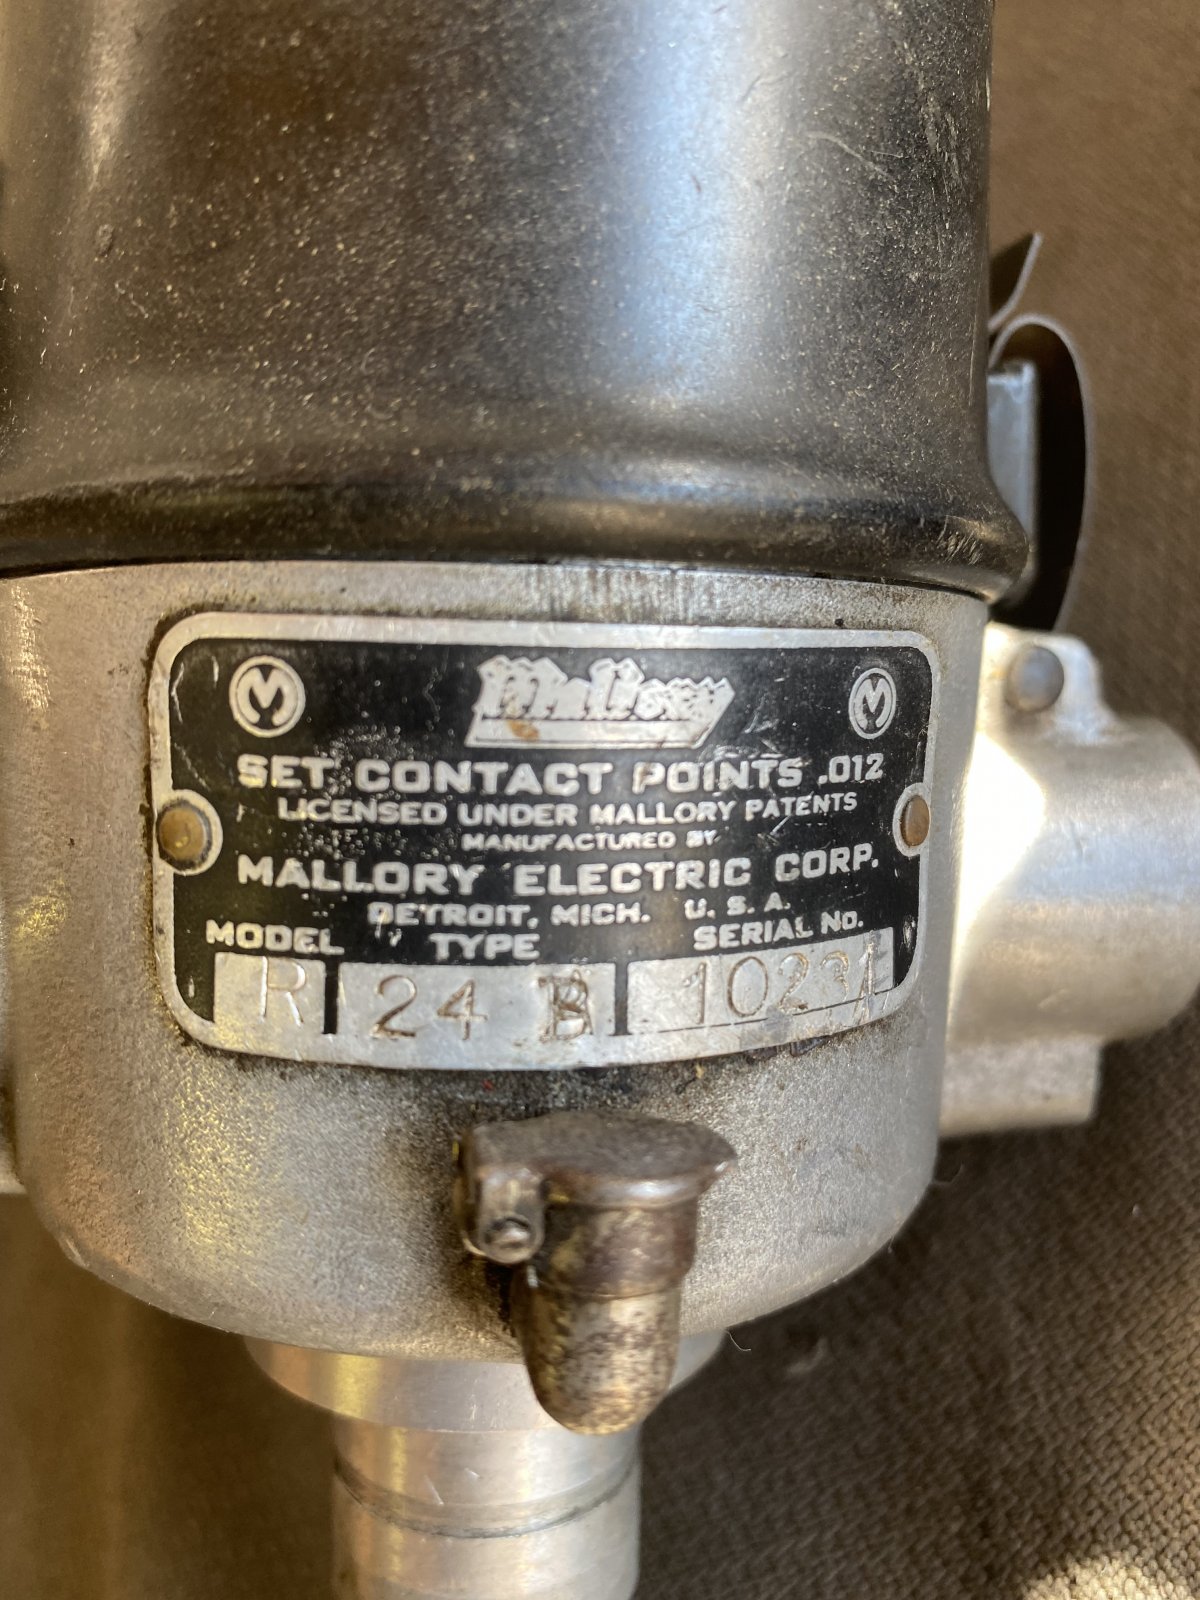 M Mallory M
SET CONTACT POINTS .012
LICENSED UNDER MALLORY PATENTS
MANUFACTURED BY
MALLORY ELECTRIC CORP.
DETROIT, MICH. U. S. A.
MODEL TYPE SERIAL No.
R 24 B 10231